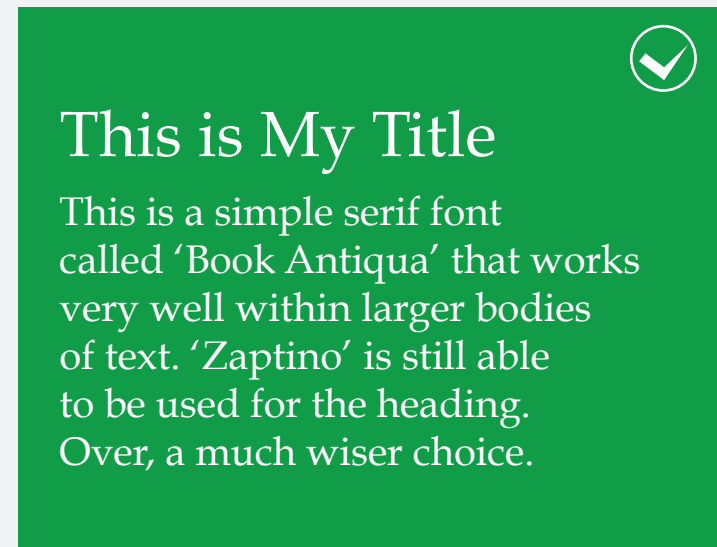 This is My Title
This is a simple serif font
called ‘Book Antiqua’ that works
very well within larger bodies
of text. ‘Zaptino’ is still able
to be used for the heading.
Over, a much wiser choice.